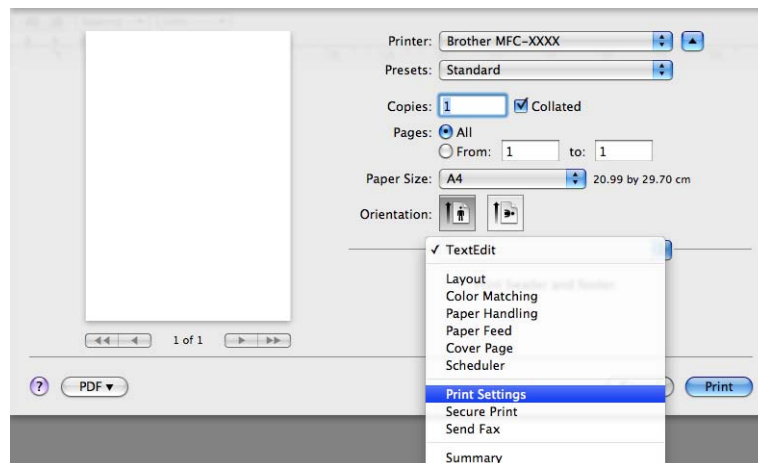 Printer: Brother MFC-XXXX
Presets: Standard
Copies: 1 Collated
Pages: All
From: 1 to: 1
Paper Size: A4 20.99 by 29.70 cm
Orientation:
✓ TextEdit
Layout
Color Matching
Paper Handling
Paper Feed
Cover Page
Scheduler
Print Settings
Secure Print
Send Fax
Summary
1 of 1
? PDF▼ Print